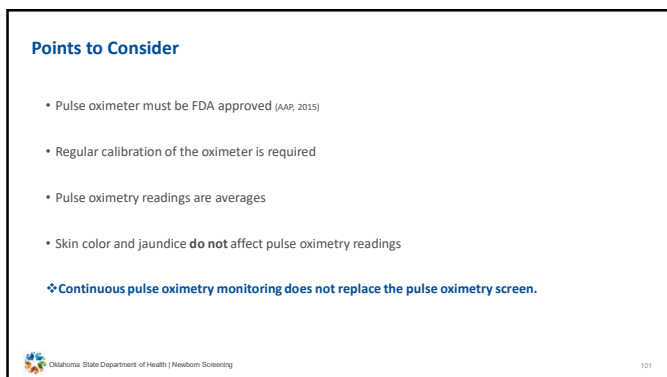 Points to Consider
• Pulse oximeter must be FDA approved (AAP, 2015)
• Regular calibration of the oximeter is required
• Pulse oximetry readings are averages
• Skin color and jaundice do not affect pulse oximetry readings
❖Continuous pulse oximetry monitoring does not replace the pulse oximetry screen.
Oklahoma State Department of Health | Newborn Screening
101